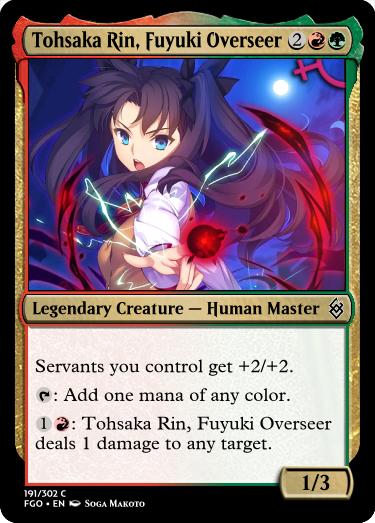 Tohsaka Rin, Fuyuki Overseer 2
Legendary Creature — Human Master
Servants you control get +2/+2.
: Add one mana of any color.
1 : Tohsaka Rin, Fuyuki Overseer
deals 1 damage to any target.
1/3
191/302 C
FGO • EN Soga Makoto